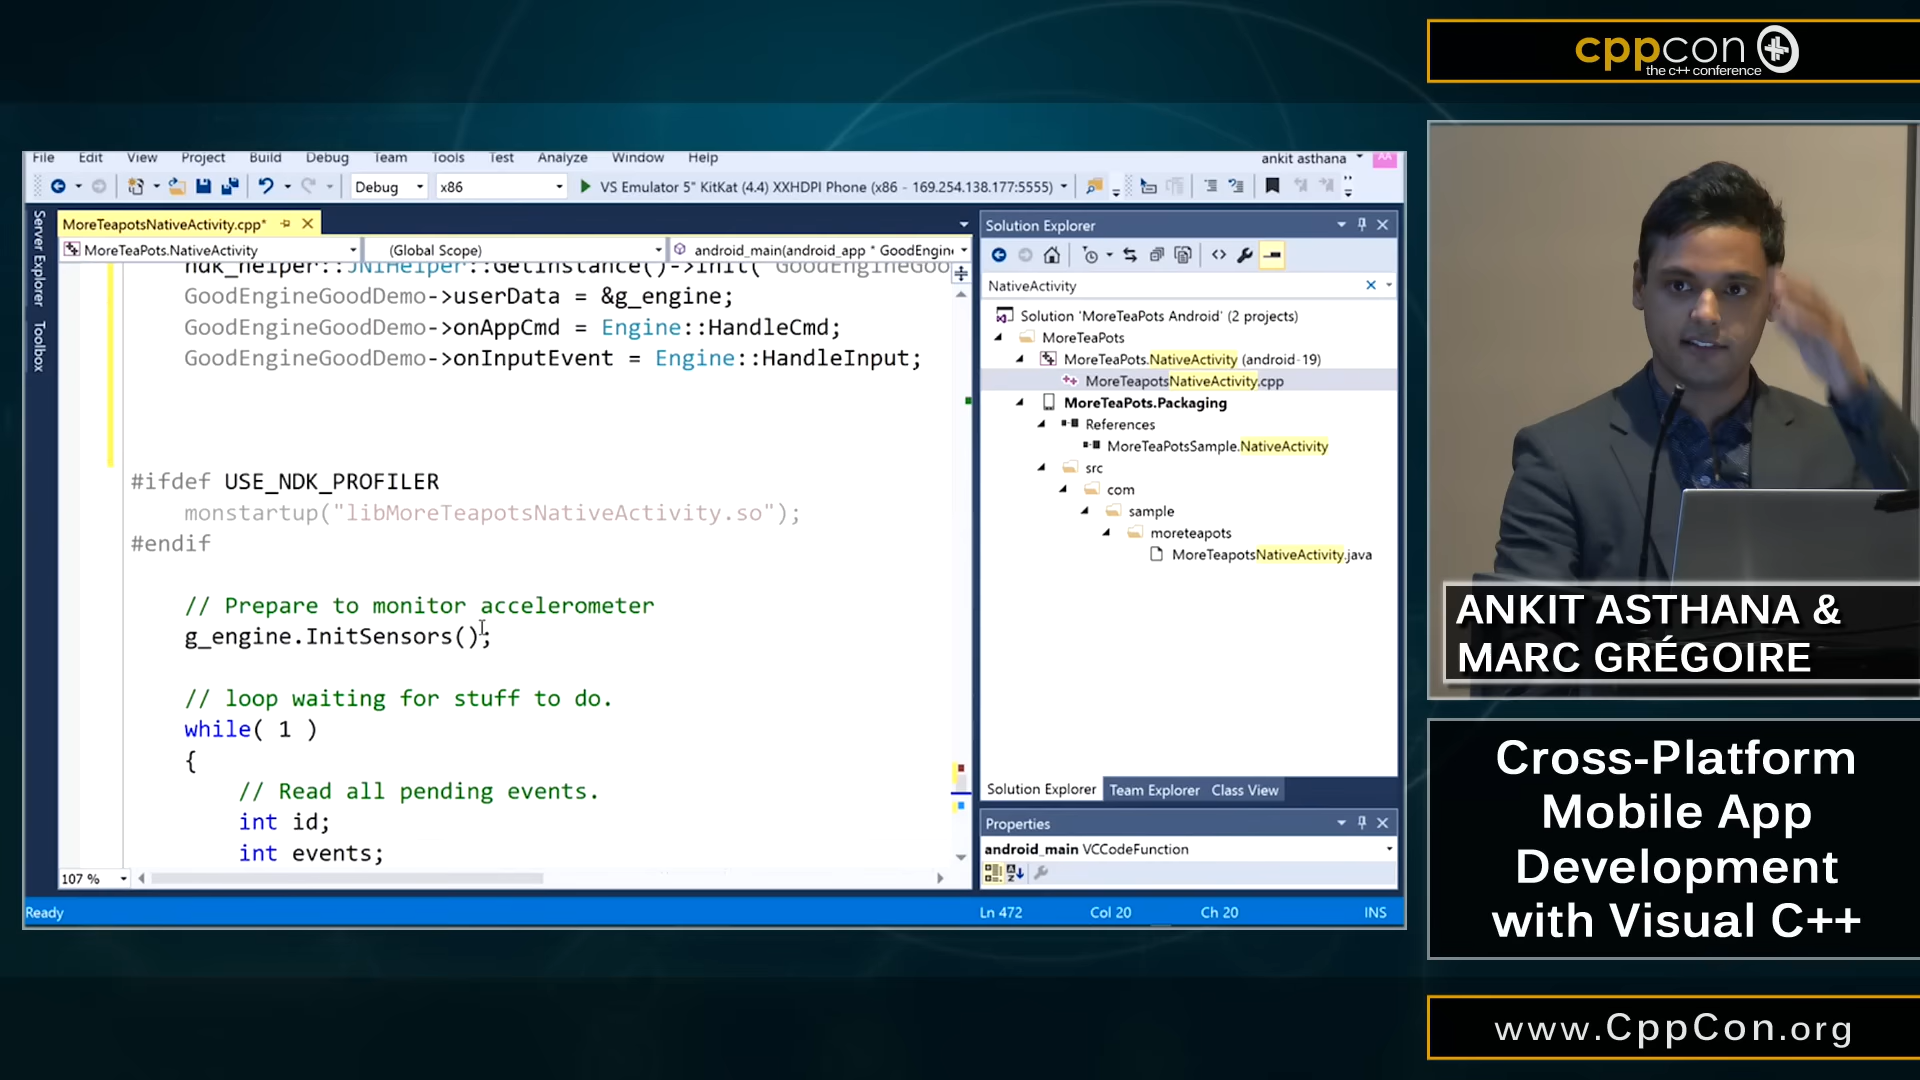 cppcon
the c++ conference
File Edit View Project Build Debug Team Tools Test Analyze Window Help
ankit asthana
AA
Debug
x86
VS Emulator 5" KitKat (4.4) XXHDPI Phone (x86 - 169.254.138.177:5555)
Server Explorer
Toolbox
MoreTeapotsNativeActivity.cpp*
MoreTeaPots.NativeActivity
(Global Scope)
android_main(android_app * GoodEngin
ndk_helper::JNIHelper::GetInstance()->Init( GoodEngineGoo
GoodEngineGoodDemo->userData = &g_engine;
GoodEngineGoodDemo->onAppCmd = Engine::HandleCmd;
GoodEngineGoodDemo->onInputEvent = Engine::HandleInput;
#ifdef USE_NDK_PROFILER
monstartup("libMoreTeapotsNativeActivity.so");
#endif
// Prepare to monitor accelerometer
g_engine.InitSensors();
// loop waiting for stuff to do.
while( 1 )
{
// Read all pending events.
int id;
int events;
107 %
Solution Explorer
NativeActivity
Solution 'MoreTeaPots Android' (2 projects)
MoreTeaPots
MoreTeaPots.NativeActivity (android-19)
MoreTeapotsNativeActivity.cpp
MoreTeaPots.Packaging
References
MoreTeaPotsSample.NativeActivity
src
com
sample
moreteapots
MoreTeapotsNativeActivity.java
Solution Explorer Team Explorer Class View
Properties
android_main VCCodeFunction
Ready
Ln 472 Col 20 Ch 20 INS
ANKIT ASTHANA &
MARC GRÉGOIRE
Cross-Platform
Mobile App
Development
with Visual C++
www.CppCon.org